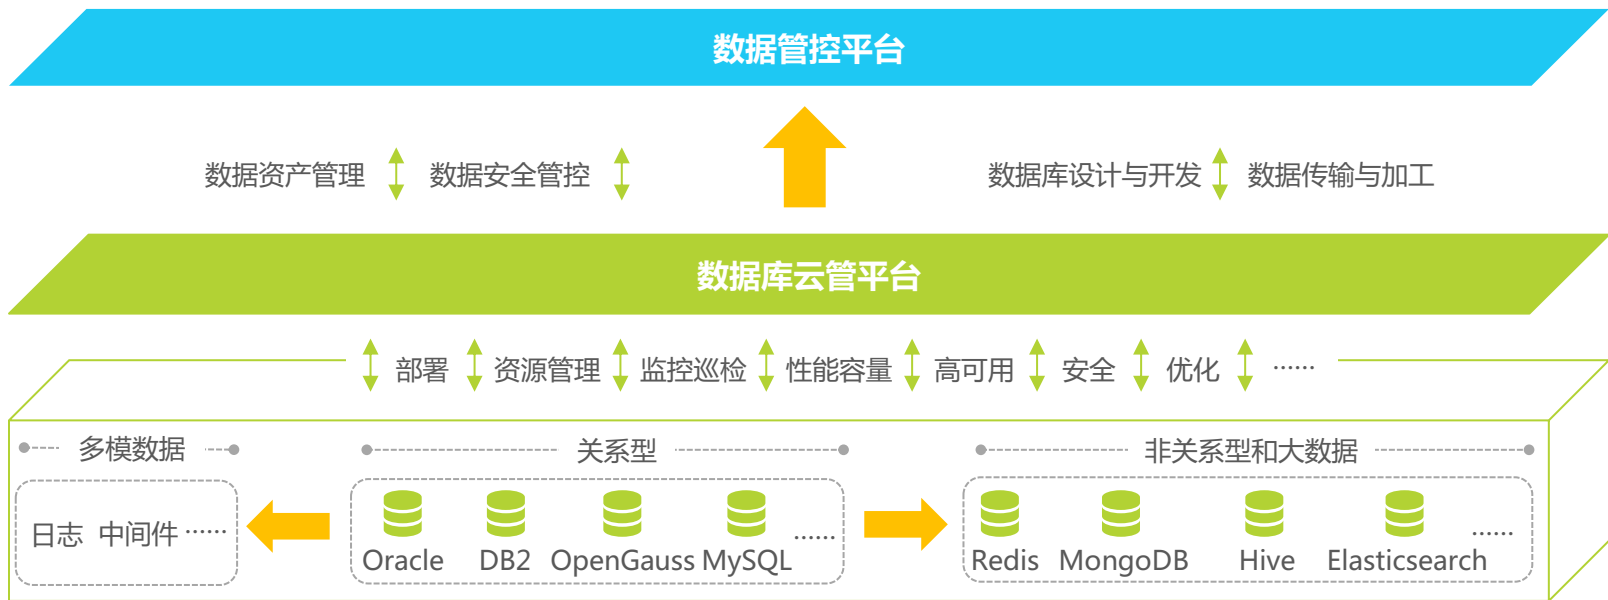 数据管控平台
数据资产管理 数据安全管控 数据库设计与开发 数据传输与加工
数据库云管平台
部署 资源管理 监控巡检 性能容量 高可用 安全 优化 ······
多模数据 关系型 非关系型和大数据
日志 中间件 ······
Oracle DB2 OpenGauss MySQL ······
Redis MongoDB Hive Elasticsearch ······